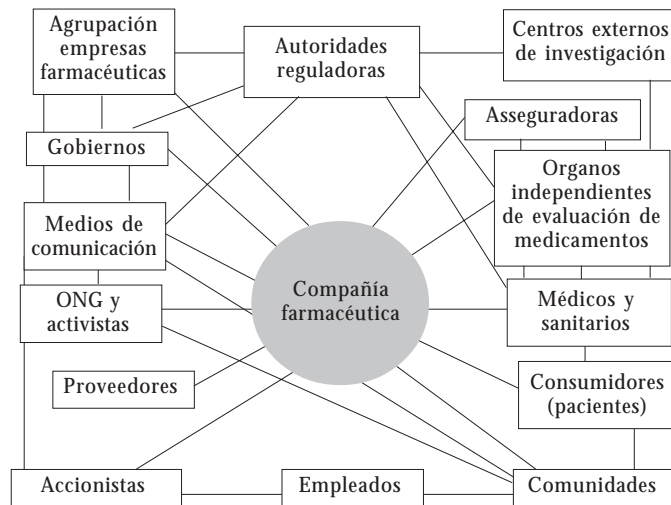 Agrupación
empresas
farmacéuticas
Autoridades
reguladoras
Centros externos
de investigación
Asseguradoras
Gobiernos
Organos
independientes
de evaluación de
medicamentos
Medios de
comunicación
Compañía
farmacéutica
ONG y
activistas
Médicos y
sanitarios
Proveedores
Consumidores
(pacientes)
Accionistas
Empleados
Comunidades